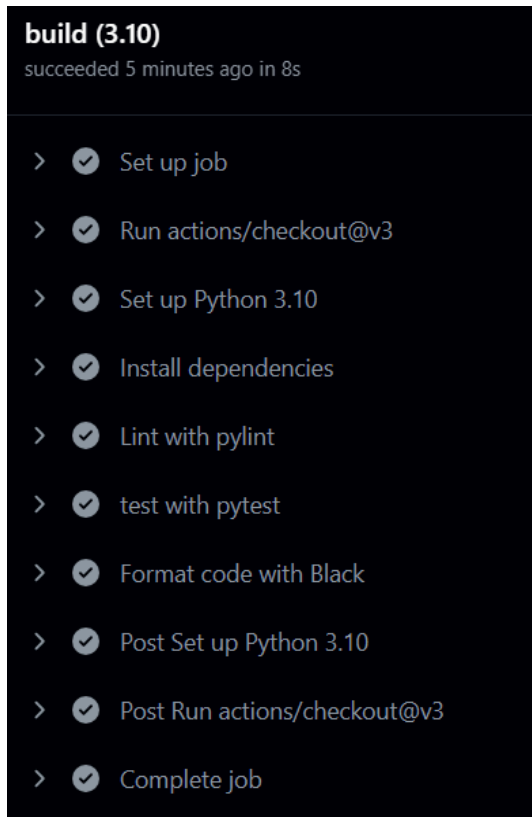 build (3.10)
succeeded 5 minutes ago in 8s
Set up job
Run actions/checkout@v3
Set up Python 3.10
Install dependencies
Lint with pylint
test with pytest
Format code with Black
Post Set up Python 3.10
Post Run actions/checkout@v3
Complete job